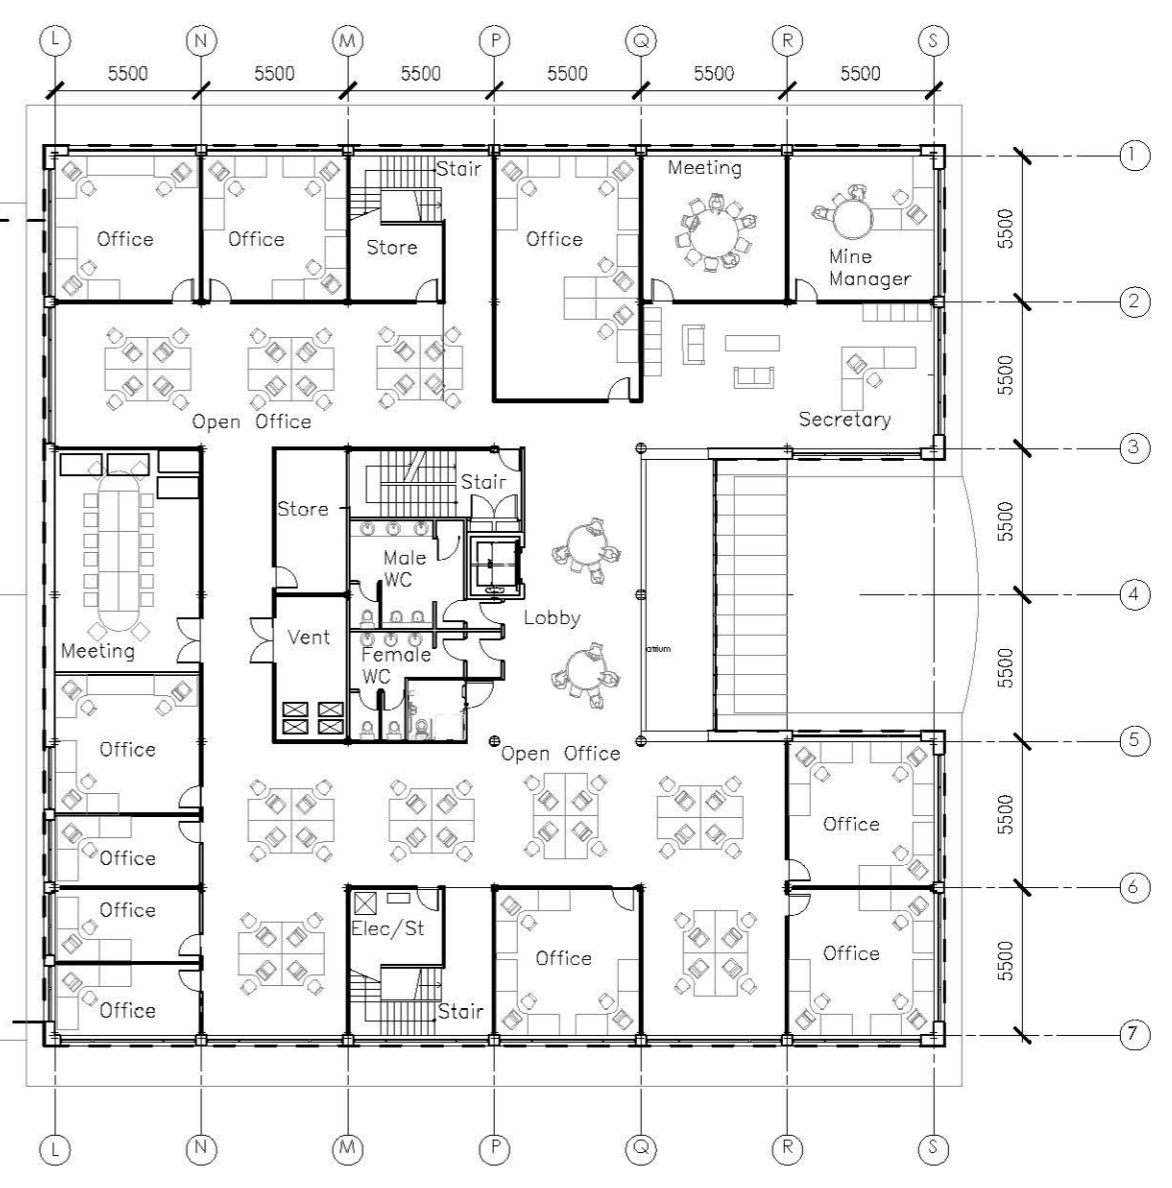 L N M P Q R S
5500 5500 5500 5500 5500 5500
1
Stair
Meeting
Office
Office
Store
Office
Mine
Manager
5500
2
5500
Open Office
Secretary
3
Stair
Store
5500
Male
WC
4
Lobby
Vent
Meeting
Female
WC
atrium
5500
5
Office
Open Office
Office
Office
5500
6
Office
Elec/St
Office
Office
5500
Office
Stair
7
L N M P Q R S